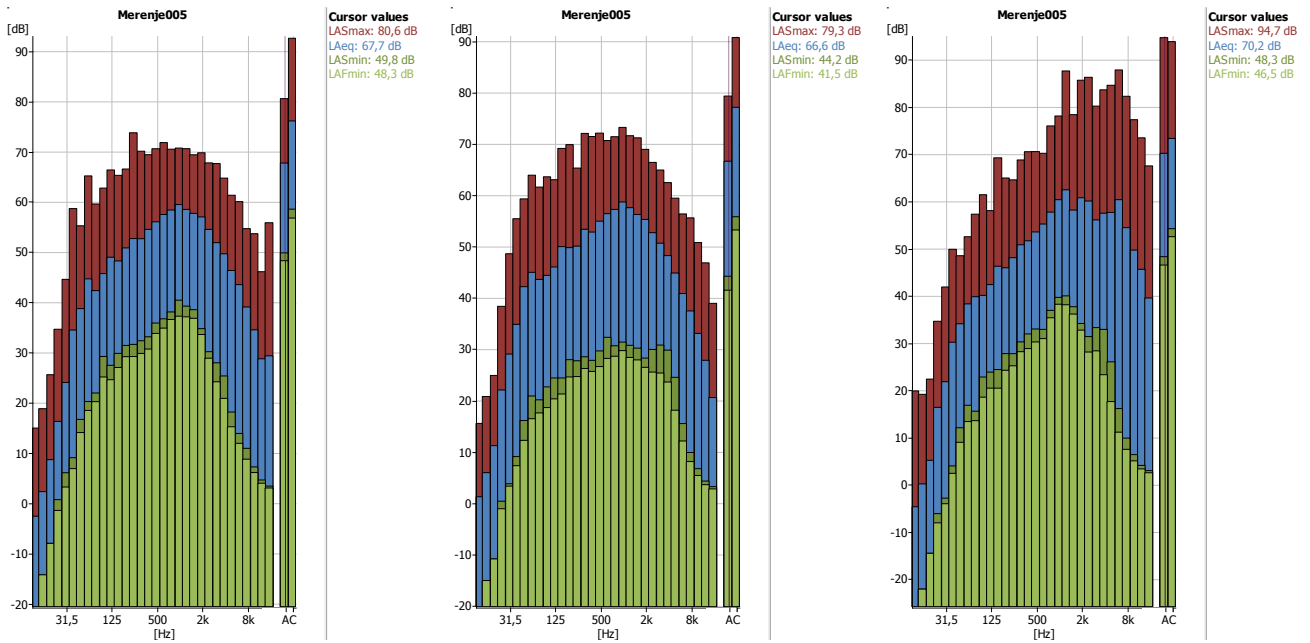 Merenje005
[dB]
90
80
70
60
50
40
30
20
10
0
-10
-20
31,5 125 500 2k 8k AC
[Hz]
Cursor values
LASmax: 80,6 dB
LAeq: 67,7 dB
LASmin: 49,8 dB
LAFmin: 48,3 dB
Merenje005
[dB]
90
80
70
60
50
40
30
20
10
0
-10
-20
31,5 125 500 2k 8k AC
[Hz]
Cursor values
LASmax: 79,3 dB
LAeq: 66,6 dB
LASmin: 44,2 dB
LAFmin: 41,5 dB
Merenje005
[dB]
90
80
70
60
50
40
30
20
10
0
-10
-20
31,5 125 500 2k 8k AC
[Hz]
Cursor values
LASmax: 94,7 dB
LAeq: 70,2 dB
LASmin: 48,3 dB
LAFmin: 46,5 dB